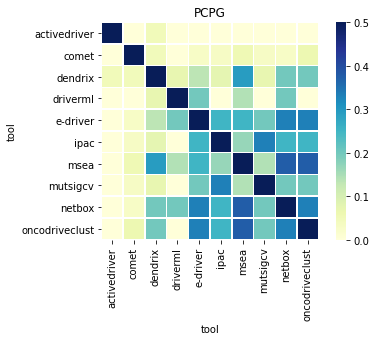 PCPG
tool
activedriver
comet
dendrix
driverml
e-driver
ipac
msea
mutsigcv
netbox
oncodriveclust
activedriver
comet
dendrix
driverml
e-driver
ipac
msea
mutsigcv
netbox
oncodriveclust
tool
0.5
0.4
0.3
0.2
0.1
0.0